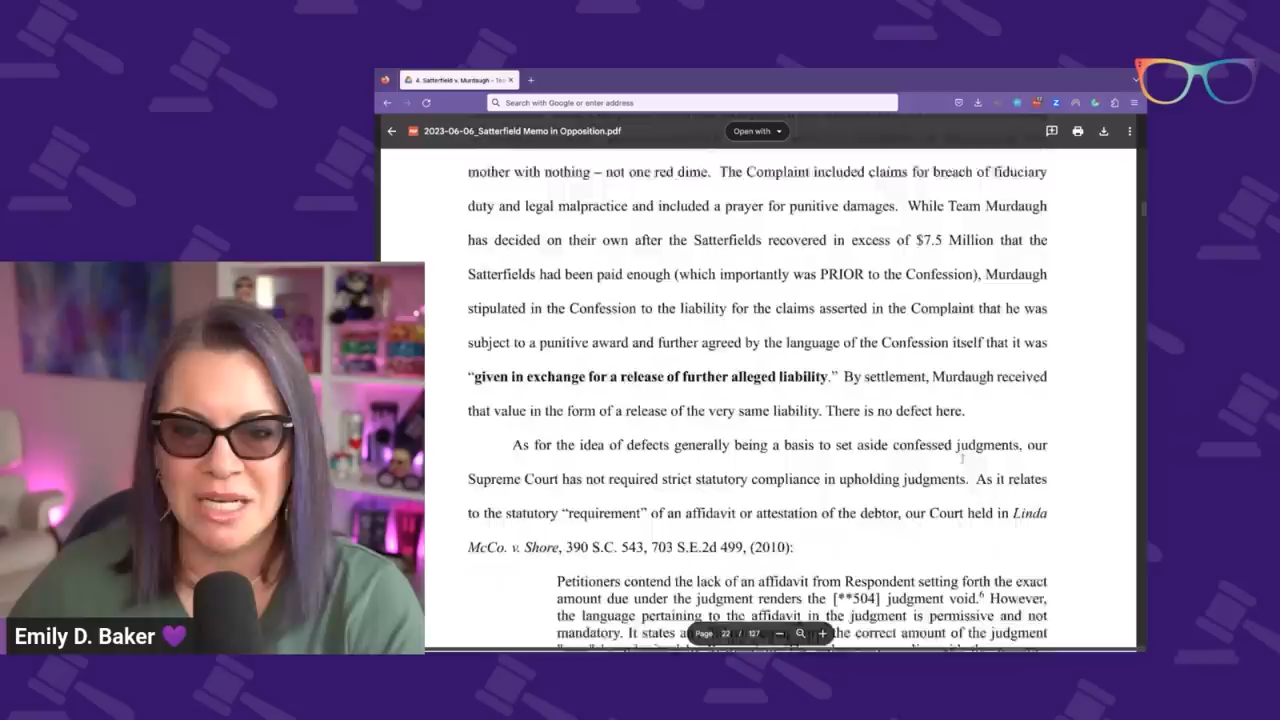 4. Satterfield v. Murdaugh - Tea
Search with Google or enter address
2023-06-06_Satterfield Memo in Opposition.pdf
Open with
mother with nothing – not one red dime. The Complaint included claims for breach of fiduciary
duty and legal malpractice and included a prayer for punitive damages. While Team Murdaugh
has decided on their own after the Satterfields recovered in excess of $7.5 Million that the
Satterfields had been paid enough (which importantly was PRIOR to the Confession), Murdaugh
stipulated in the Confession to the liability for the claims asserted in the Complaint that he was
subject to a punitive award and further agreed by the language of the Confession itself that it was
“given in exchange for a release of further alleged liability.” By settlement, Murdaugh received
that value in the form of a release of the very same liability. There is no defect here.
As for the idea of defects generally being a basis to set aside confessed judgments, our
Supreme Court has not required strict statutory compliance in upholding judgments. As it relates
to the statutory “requirement” of an affidavit or attestation of the debtor, our Court held in Linda
McCo. v. Shore, 390 S.C. 543, 703 S.E.2d 499, (2010):
Petitioners contend the lack of an affidavit from Respondent setting forth the exact
amount due under the judgment renders the [**504] judgment void.6 However,
the language pertaining to the affidavit in the judgment is permissive and not
mandatory. It states the correct amount of the judgment
Page 22 / 127
Emily D. Baker